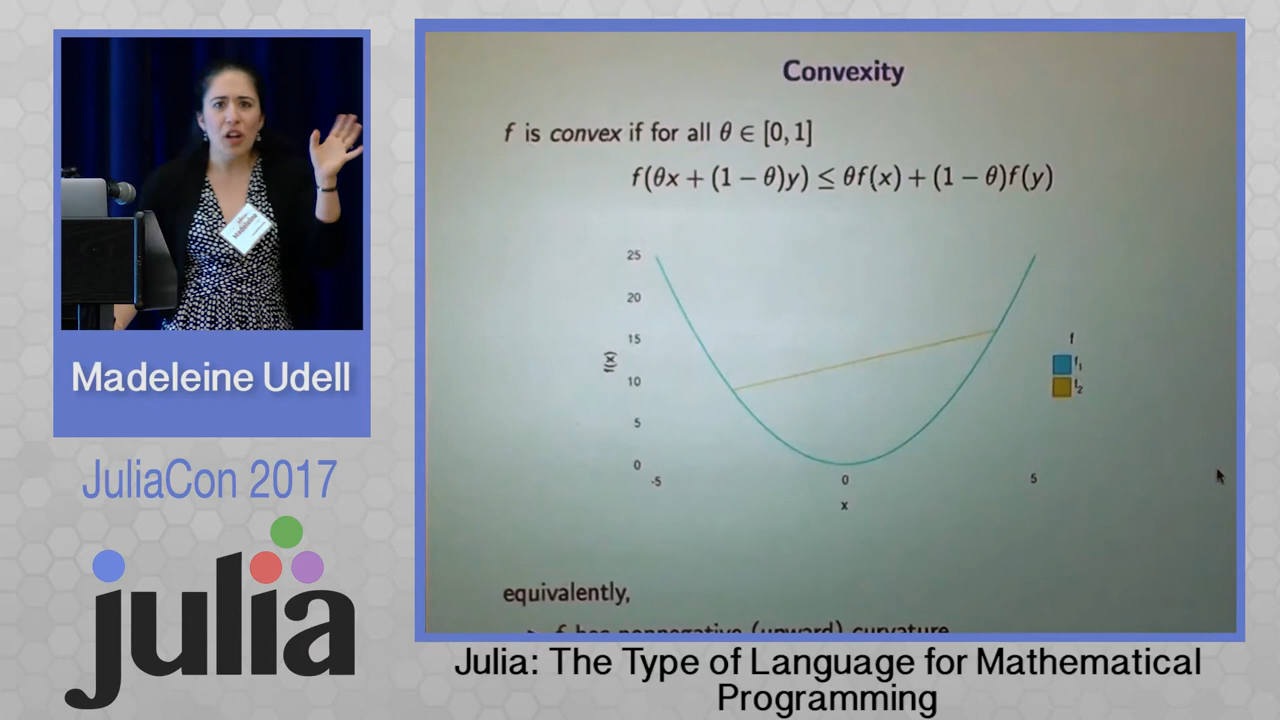 Madeleine
Madeleine Udell
JuliaCon 2017
julia
Convexity
f is convex if for all θ ∈ [0, 1]
f(θx + (1 − θ)y) ≤ θf(x) + (1 − θ)f(y)
25
20
15
10
5
0
f(x)
-5
0
5
x
f
f1
f2
equivalently,
f has nonnegative (upward) curvature
Julia: The Type of Language for Mathematical
Programming